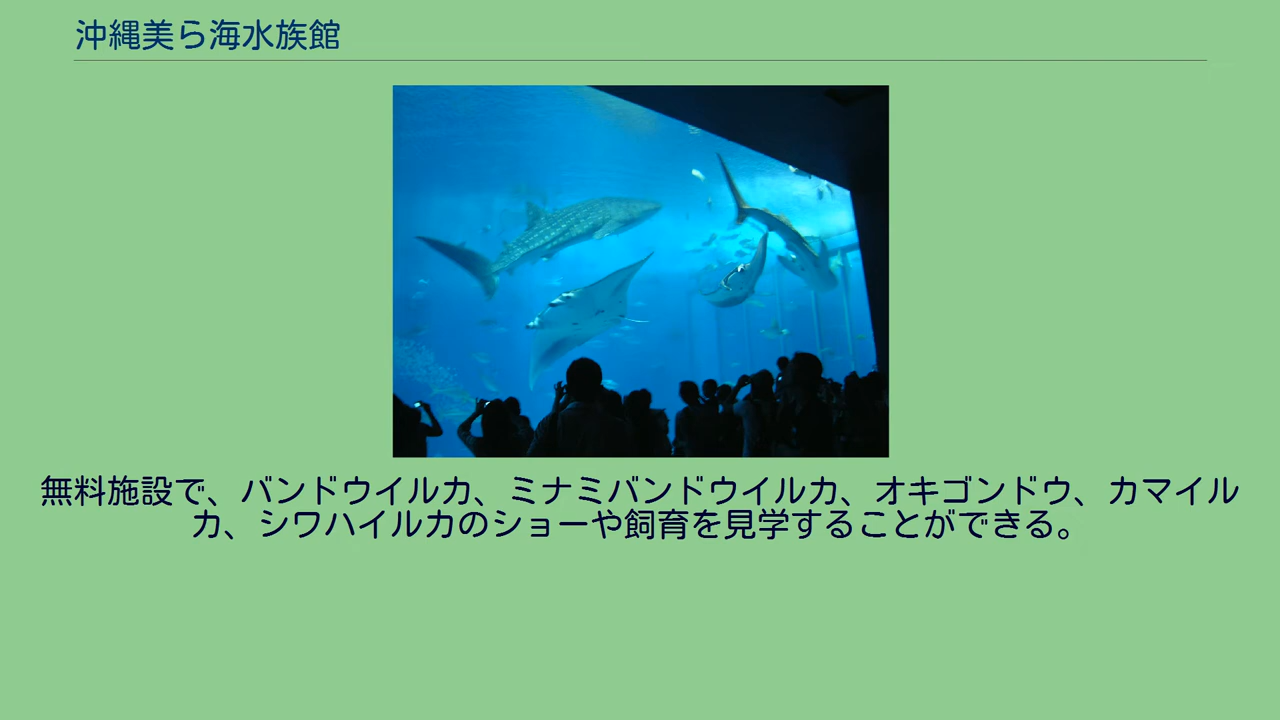 沖縄美ら海水族館
無料施設で、バンドウイルカ、ミナミバンドウイルカ、オキゴンドウ、カマイル
カ、シワハイルカのショーや飼育を見学することができる。